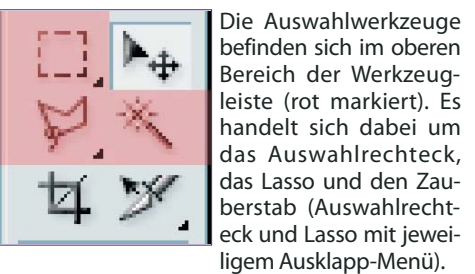 Die Auswahlwerkzeuge
befinden sich im oberen
Bereich der Werkzeug-
leiste (rot markiert). Es
handelt sich dabei um
das Auswahlrechteck,
das Lasso und den Zau-
berstab (Auswahlrecht-
eck und Lasso mit jewei-
ligem Ausklapp-Menü).